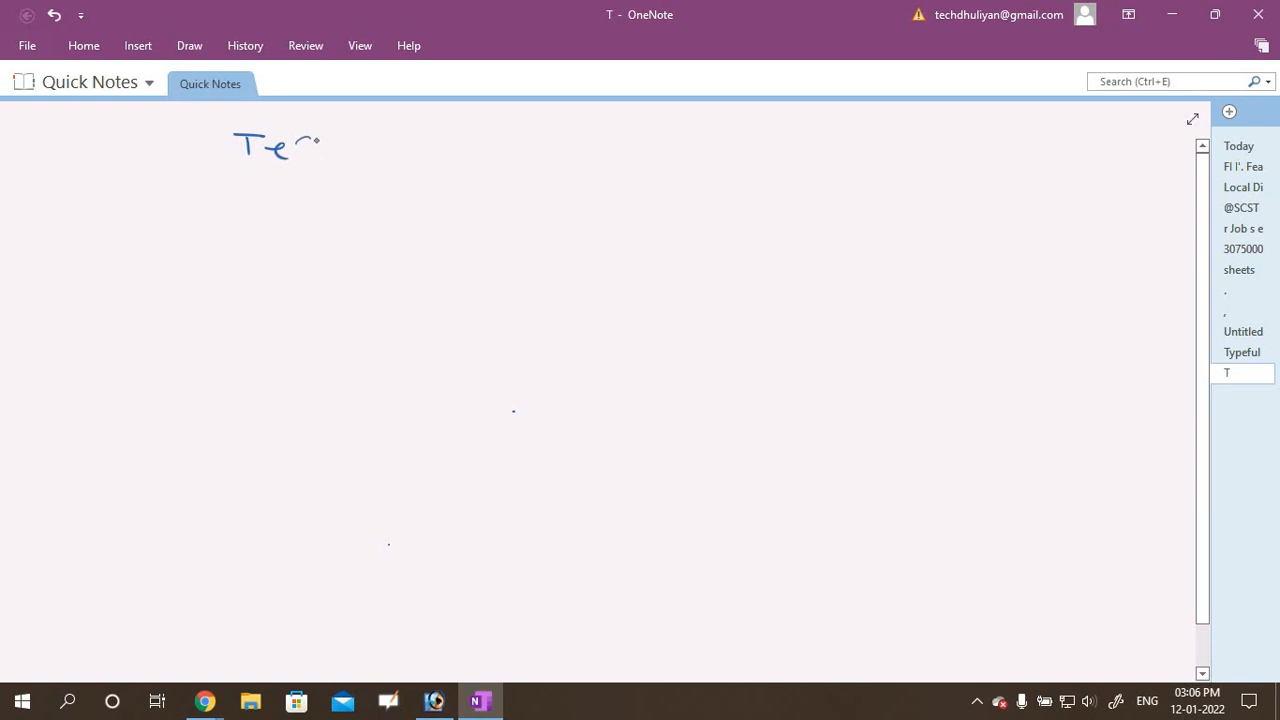 T - OneNote
techdhuliyan@gmail.com
File Home Insert Draw History Review View Help
Quick Notes
Quick Notes
Search (Ctrl+E)
Te
Today
FI I'. Fea
Local Di
@SCST
r Job s e
3075000
sheets
.
,
Untitled
Typeful
T
N
ENG
03:06 PM
12-01-2022